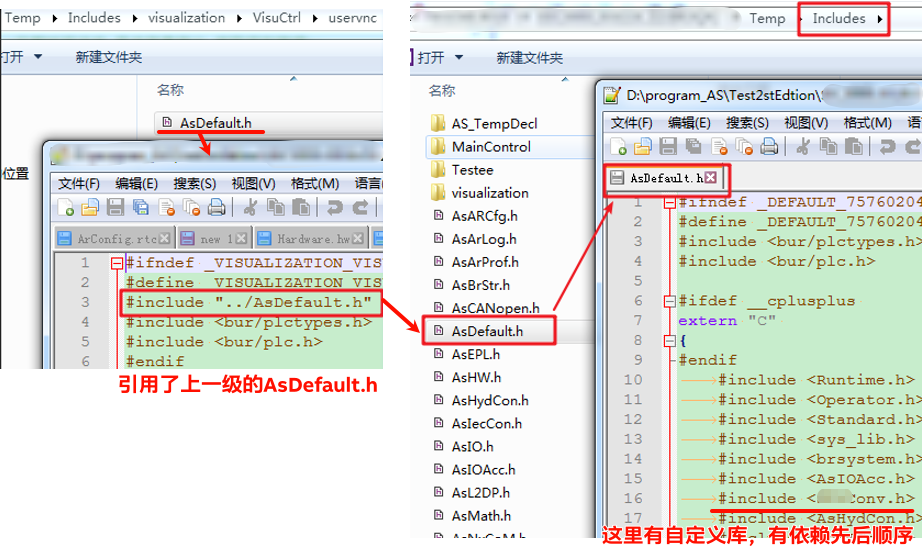 Temp Includes visualization VisuCtrl uservnc
打开 新建文件夹
名称
AsDefault.h
位置
文件(F) 编辑(E) 搜索(S) 视图(V) 格式(M) 语言
ArConfig.rtc new 1 Hardware.hw
1 #ifndef _VISUALIZATION_VIS
2 #define _VISUALIZATION_VIS
3 #include "../AsDefault.h"
4 #include <bur/plctypes.h>
5 #include <bur/plc.h>
6 #endif
引用了上一级的AsDefault.h
Temp Includes
打开 新建文件夹
名称
AS_TempDecl
MainControl
Testee
visualization
AsARCfg.h
AsArLog.h
AsArProf.h
AsBrStr.h
AsCANopen.h
AsDefault.h
AsEPL.h
AsHW.h
AsHydCon.h
AsIecCon.h
AsIO.h
AsIOAcc.h
AsL2DP.h
AsMath.h
D:\program_AS\Test2stEdtion\
文件(F) 编辑(E) 搜索(S) 视图(V) 格式(M) 语
AsDefault.h
1 #ifndef _DEFAULT_75760204
2 #define _DEFAULT_75760204
3 #include <bur/plctypes.h>
4 #include <bur/plc.h>
5
6 #ifdef __cplusplus
7 extern "C"
8 {
9 #endif
10 #include <Runtime.h>
11 #include <Operator.h>
12 #include <Standard.h>
13 #include <sys_lib.h>
14 #include <brsystem.h>
15 #include <AsIOAcc.h>
16 #include < Conv.h>
17 #include <AsHydCon.h>
这里有自定义库，有依赖先后顺序